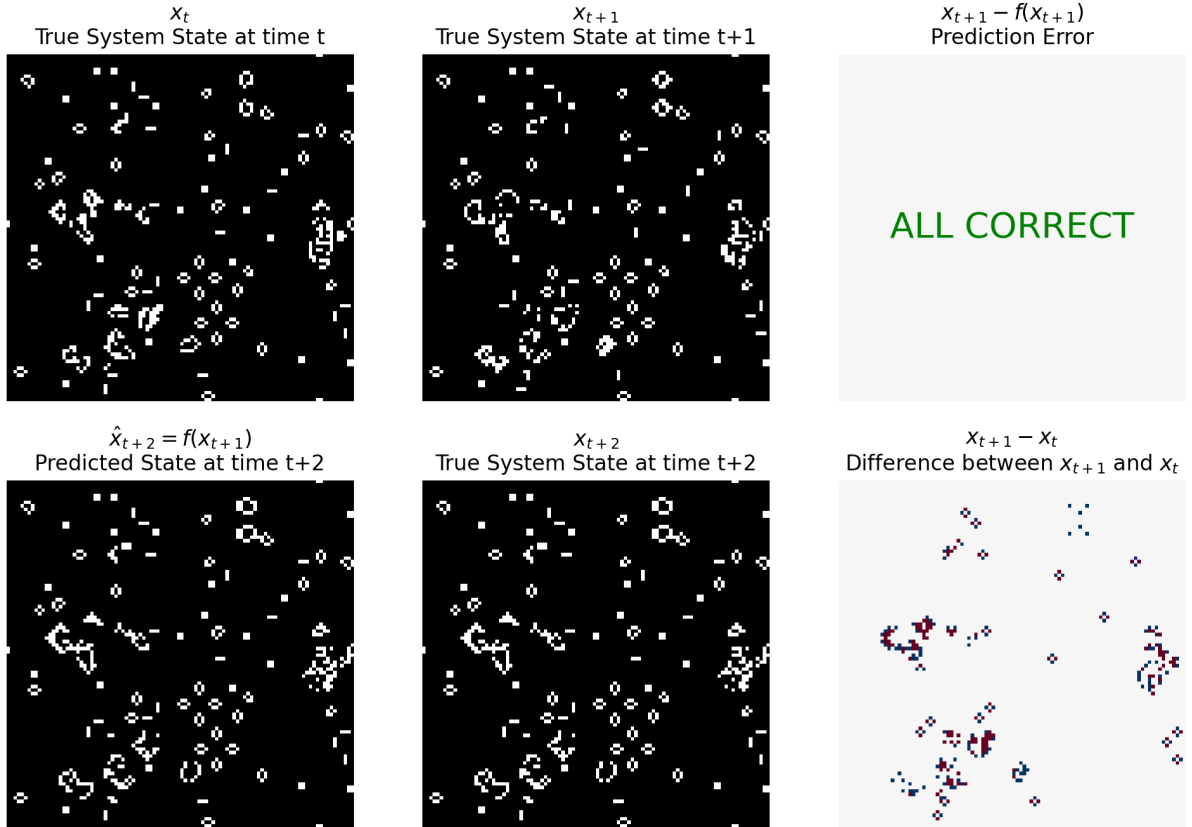 x_t
True System State at time t
x_{t+1}
True System State at time t+1
x_{t+1} − f(x_{t+1})
Prediction Error
ALL CORRECT
x̂_{t+2} = f(x_{t+1})
Predicted State at time t+2
x_{t+2}
True System State at time t+2
x_{t+1} − x_t
Difference between x_{t+1} and x_t